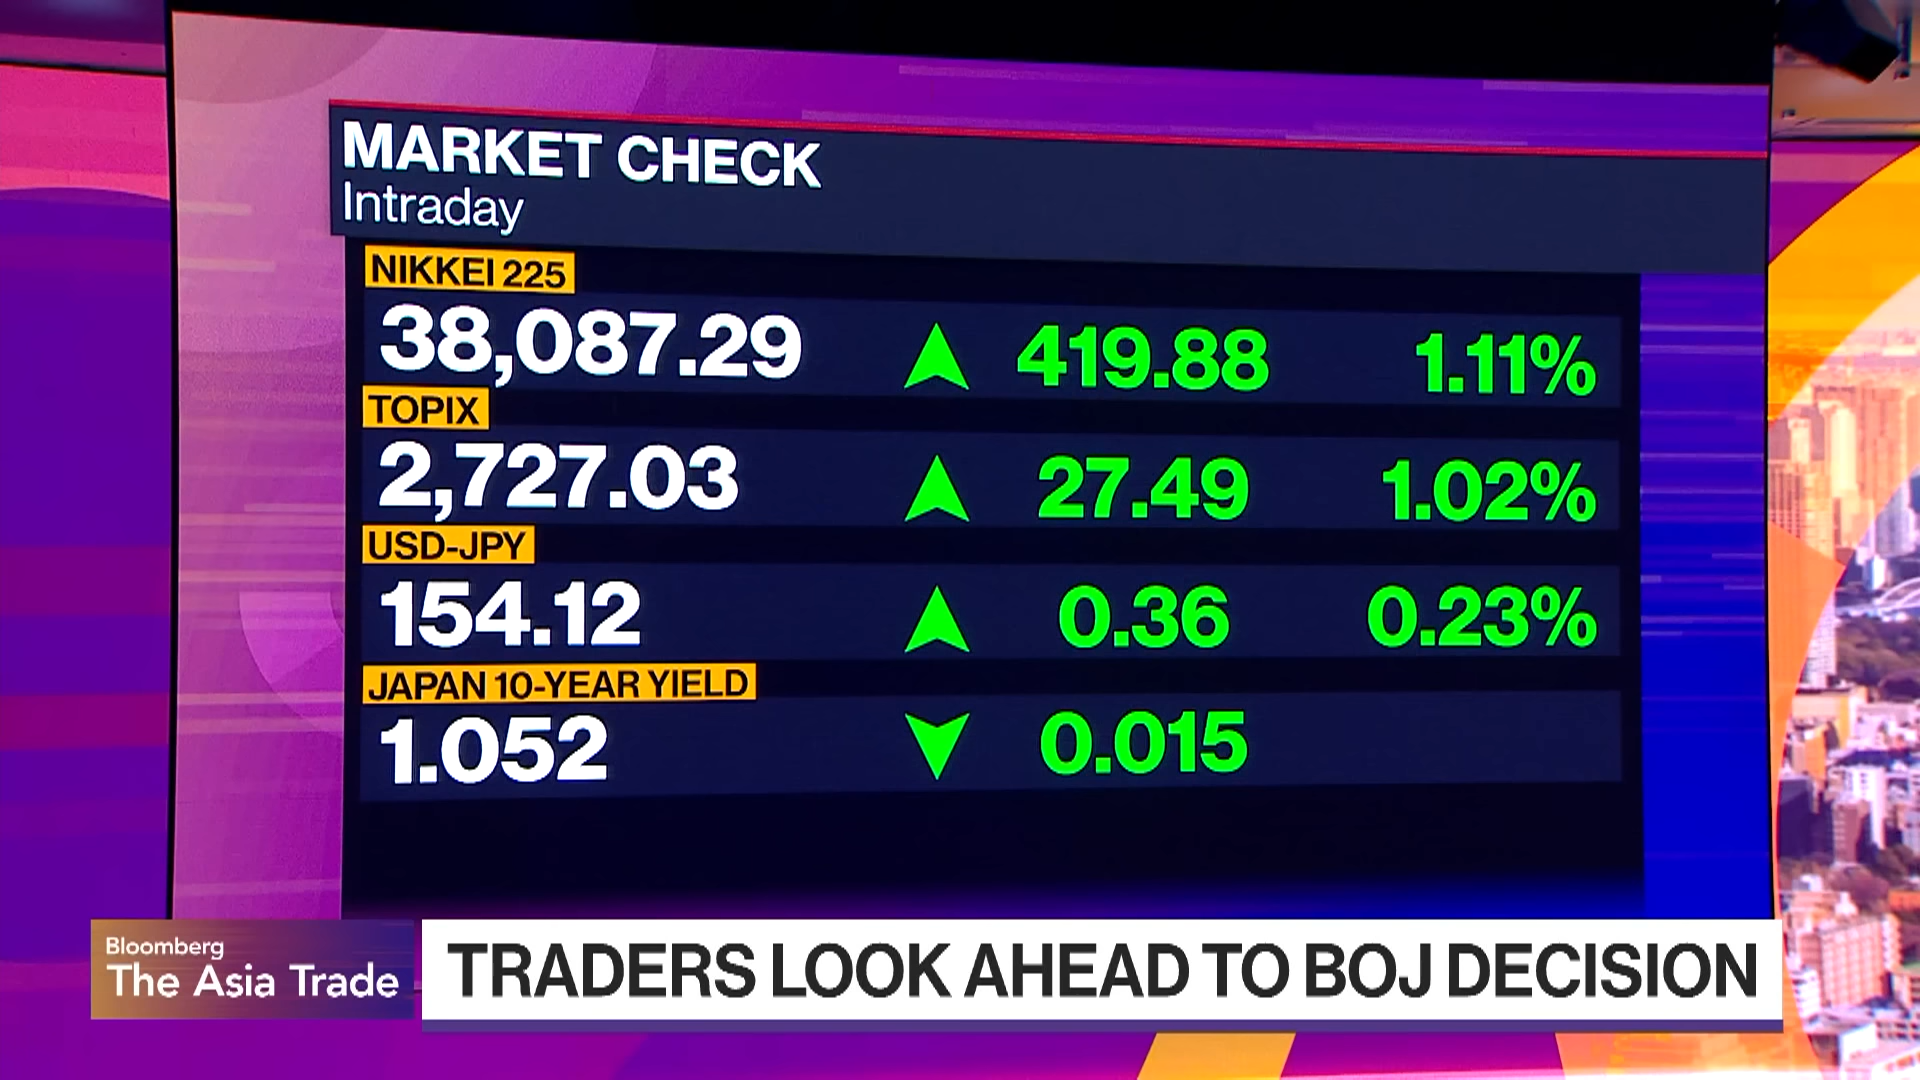 MARKET CHECK
Intraday
NIKKEI 225
38,087.29 ▲ 419.88 1.11%
TOPIX
2,727.03 ▲ 27.49 1.02%
USD-JPY
154.12 ▲ 0.36 0.23%
JAPAN 10-YEAR YIELD
1.052 ▼ 0.015
Bloomberg
The Asia Trade
TRADERS LOOK AHEAD TO BOJ DECISION